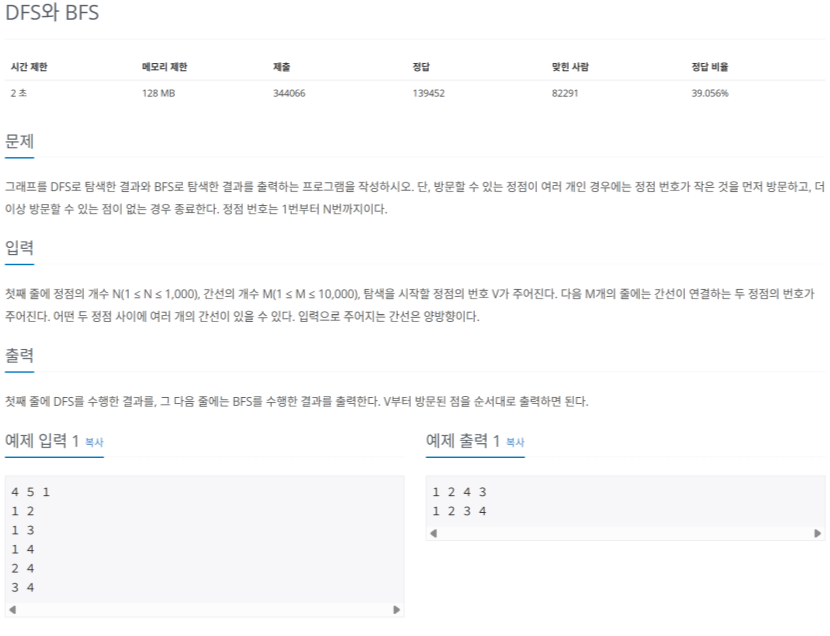 DFS와 BFS
시간 제한 메모리 제한 제출 정답 맞힌 사람 정답 비율
2 초 128 MB 344066 139452 82291 39.056%
문제
그래프를 DFS로 탐색한 결과와 BFS로 탐색한 결과를 출력하는 프로그램을 작성하시오. 단, 방문할 수 있는 정점이 여러 개인 경우에는 정점 번호가 작은 것을 먼저 방문하고, 더
이상 방문할 수 있는 점이 없는 경우 종료한다. 정점 번호는 1번부터 N번까지이다.
입력
첫째 줄에 정점의 개수 N(1 ≤ N ≤ 1,000), 간선의 개수 M(1 ≤ M ≤ 10,000), 탐색을 시작할 정점의 번호 V가 주어진다. 다음 M개의 줄에는 간선이 연결하는 두 정점의 번호가
주어진다. 어떤 두 정점 사이에 여러 개의 간선이 있을 수 있다. 입력으로 주어지는 간선은 양방향이다.
출력
첫째 줄에 DFS를 수행한 결과를, 그 다음 줄에는 BFS를 수행한 결과를 출력한다. V부터 방문된 점을 순서대로 출력하면 된다.
예제 입력 1 복사
4 5 1
1 2
1 3
1 4
2 4
3 4
예제 출력 1 복사
1 2 4 3
1 2 3 4